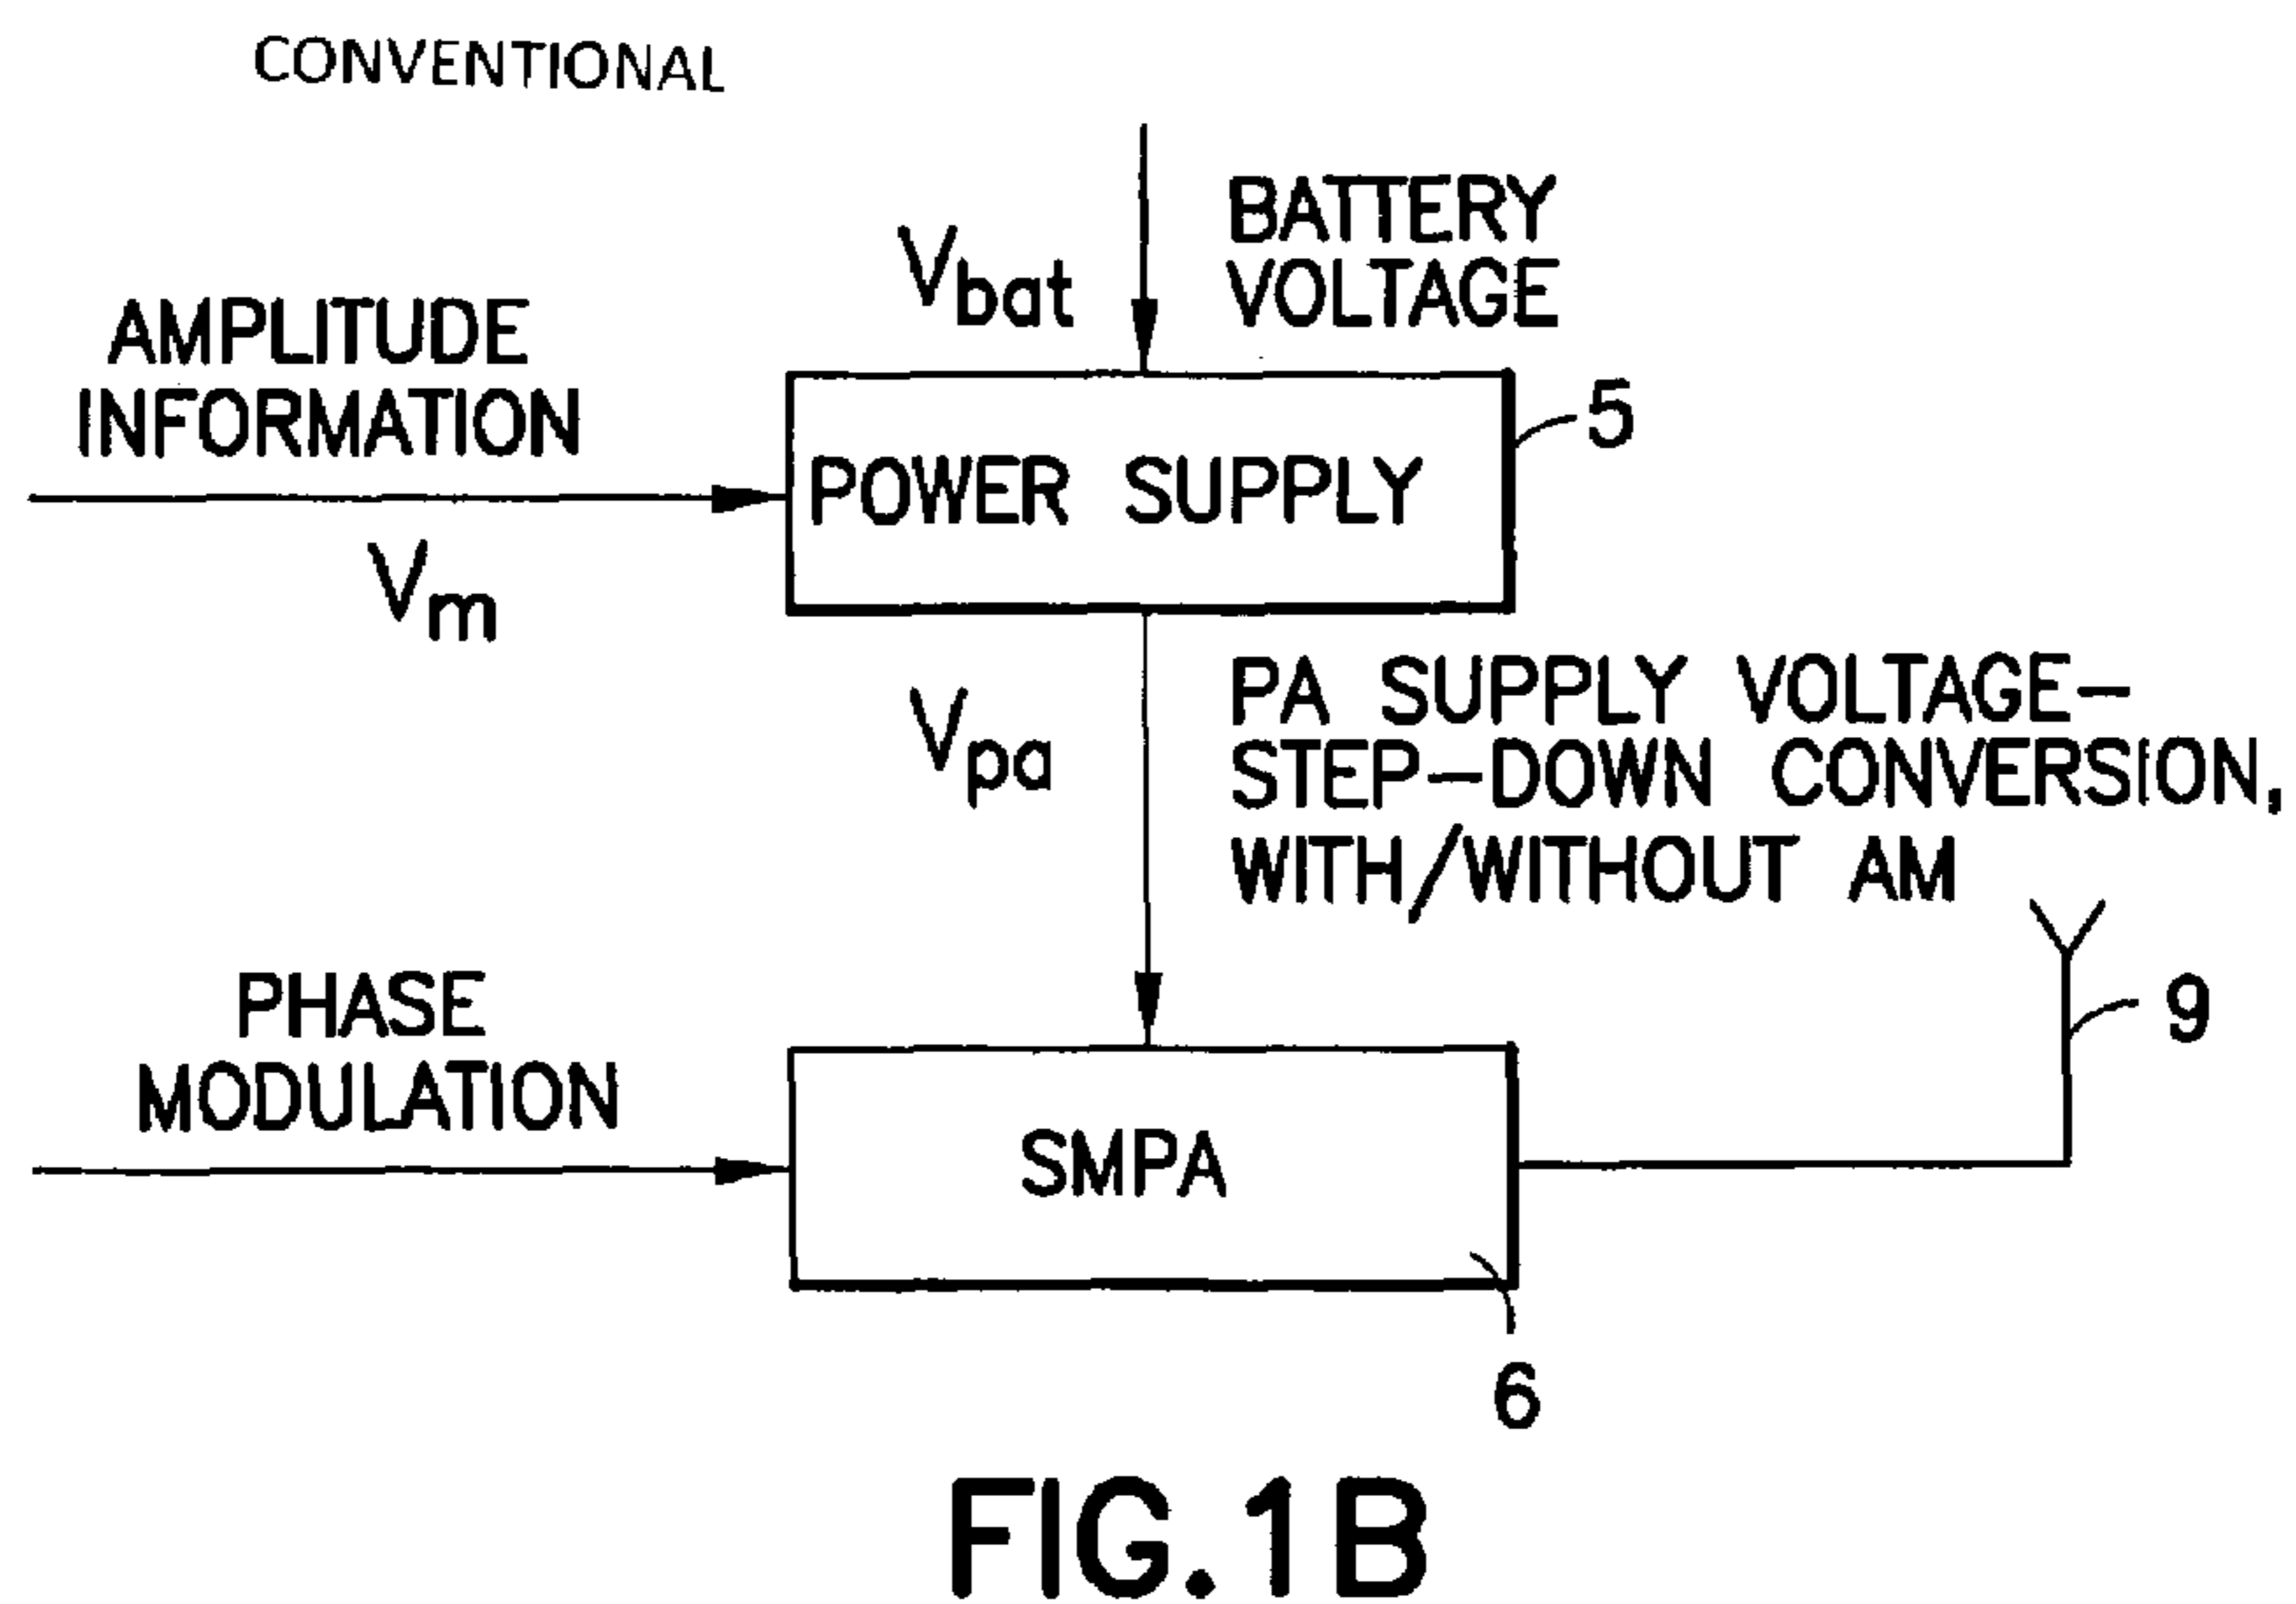 CONVENTIONAL
BATTERY
VOLTAGE
Vbat
AMPLITUDE
INFORMATION
Vm
POWER SUPPLY
5
Vpa
PA SUPPLY VOLTAGE-
STEP-DOWN CONVERSION,
WITH/WITHOUT AM
PHASE
MODULATION
SMPA
9
6
FIG.1B